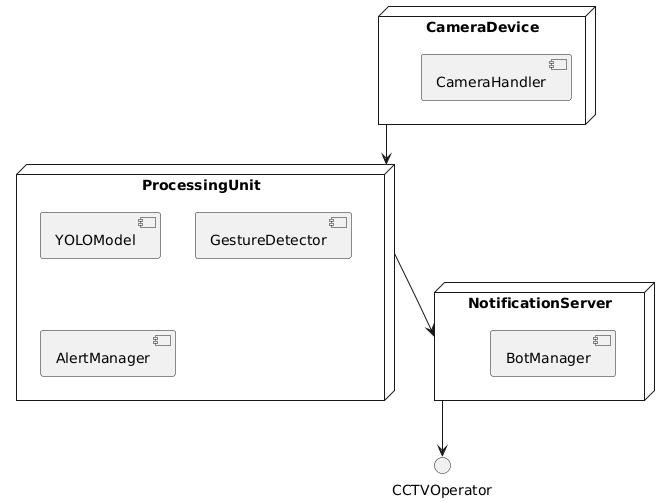 CameraDevice
CameraHandler
ProcessingUnit
YOLOModel
GestureDetector
AlertManager
NotificationServer
BotManager
CCTVOperator